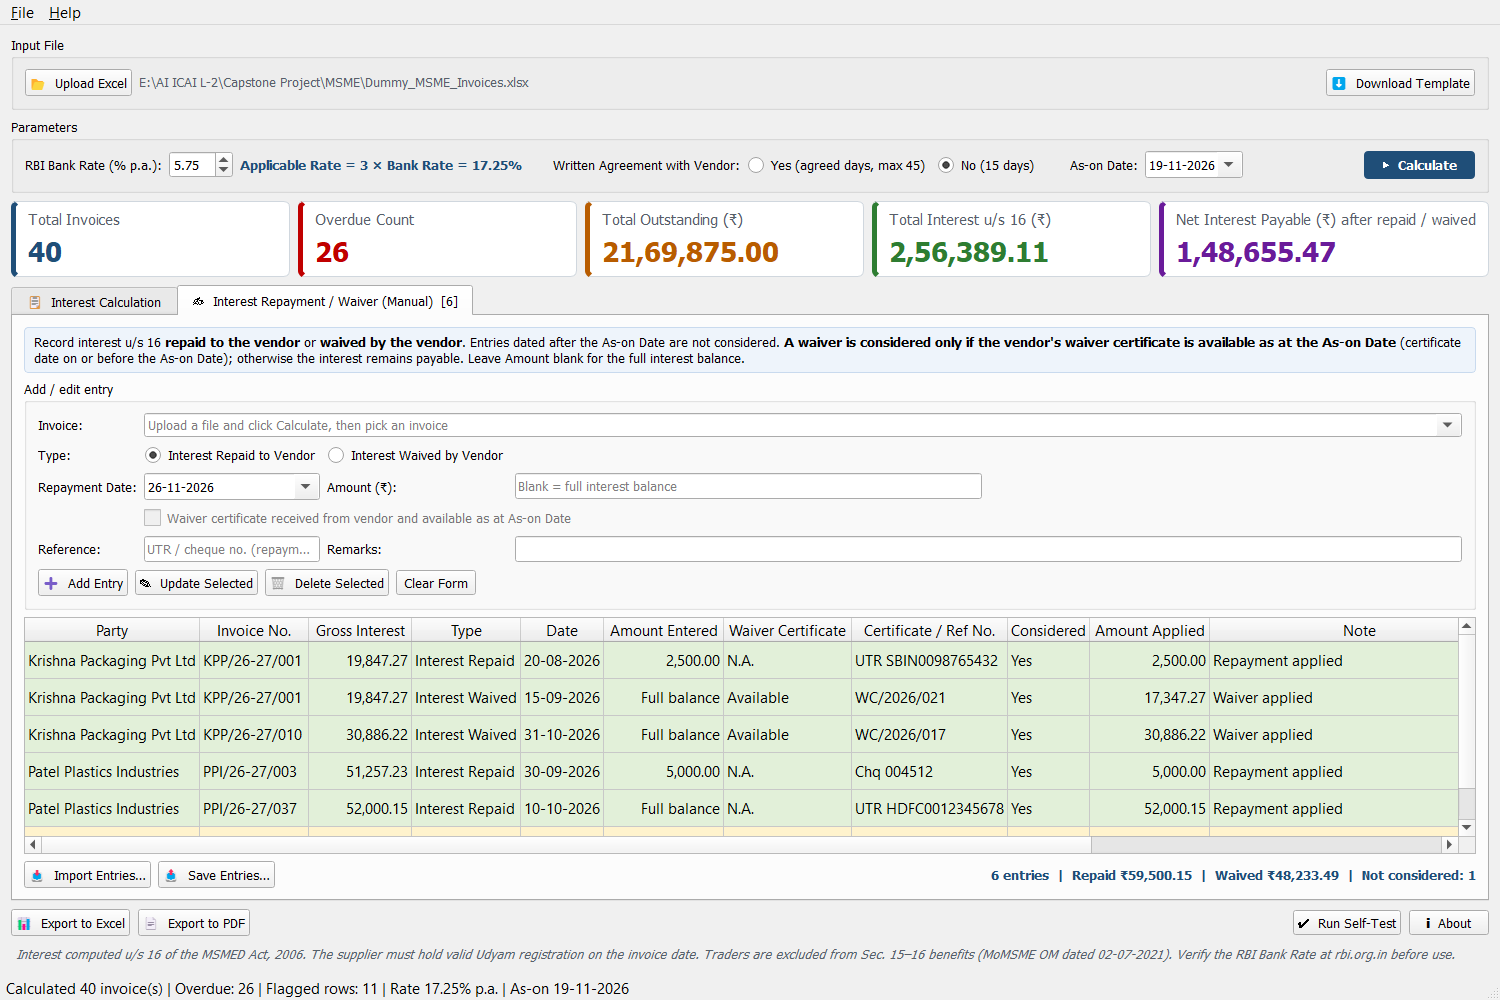 File Help
Input File
Upload Excel E:\AI ICAI L-2\Capstone Project\MSME\Dummy_MSME_Invoices.xlsx Download Template
Parameters
RBI Bank Rate (% p.a.): 5.75 Applicable Rate = 3 × Bank Rate = 17.25% Written Agreement with Vendor: Yes (agreed days, max 45) No (15 days) As-on Date: 19-11-2026 Calculate
Total Invoices Overdue Count Total Outstanding (₹) Total Interest u/s 16 (₹) Net Interest Payable (₹) after repaid / waived
40 26 21,69,875.00 2,56,389.11 1,48,655.47
Interest Calculation Interest Repayment / Waiver (Manual) [6]
Record interest u/s 16 repaid to the vendor or waived by the vendor. Entries dated after the As-on Date are not considered. A waiver is considered only if the vendor's waiver certificate is available as at the As-on Date (certificate
date on or before the As-on Date); otherwise the interest remains payable. Leave Amount blank for the full interest balance.
Add / edit entry
Invoice: Upload a file and click Calculate, then pick an invoice
Type: Interest Repaid to Vendor Interest Waived by Vendor
Repayment Date: 26-11-2026 Amount (₹): Blank = full interest balance
Waiver certificate received from vendor and available as at As-on Date
Reference: UTR / cheque no. (repaym... Remarks:
Add Entry Update Selected Delete Selected Clear Form
Party Invoice No. Gross Interest Type Date Amount Entered Waiver Certificate Certificate / Ref No. Considered Amount Applied Note
Krishna Packaging Pvt Ltd KPP/26-27/001 19,847.27 Interest Repaid 20-08-2026 2,500.00 N.A. UTR SBIN0098765432 Yes 2,500.00 Repayment applied
Krishna Packaging Pvt Ltd KPP/26-27/001 19,847.27 Interest Waived 15-09-2026 Full balance Available WC/2026/021 Yes 17,347.27 Waiver applied
Krishna Packaging Pvt Ltd KPP/26-27/010 30,886.22 Interest Waived 31-10-2026 Full balance Available WC/2026/017 Yes 30,886.22 Waiver applied
Patel Plastics Industries PPI/26-27/003 51,257.23 Interest Repaid 30-09-2026 5,000.00 N.A. Chq 004512 Yes 5,000.00 Repayment applied
Patel Plastics Industries PPI/26-27/037 52,000.15 Interest Repaid 10-10-2026 Full balance N.A. UTR HDFC0012345678 Yes 52,000.15 Repayment applied
Import Entries... Save Entries... 6 entries | Repaid ₹59,500.15 | Waived ₹48,233.49 | Not considered: 1
Export to Excel Export to PDF Run Self-Test About
Interest computed u/s 16 of the MSMED Act, 2006. The supplier must hold valid Udyam registration on the invoice date. Traders are excluded from Sec. 15–16 benefits (MoMSME OM dated 02-07-2021). Verify the RBI Bank Rate at rbi.org.in before use.
Calculated 40 invoice(s) | Overdue: 26 | Flagged rows: 11 | Rate 17.25% p.a. | As-on 19-11-2026